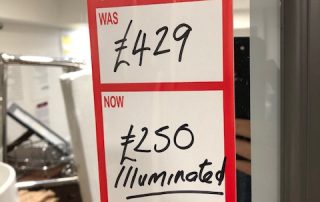 WAS
£429
NOW
£250
Illuminated